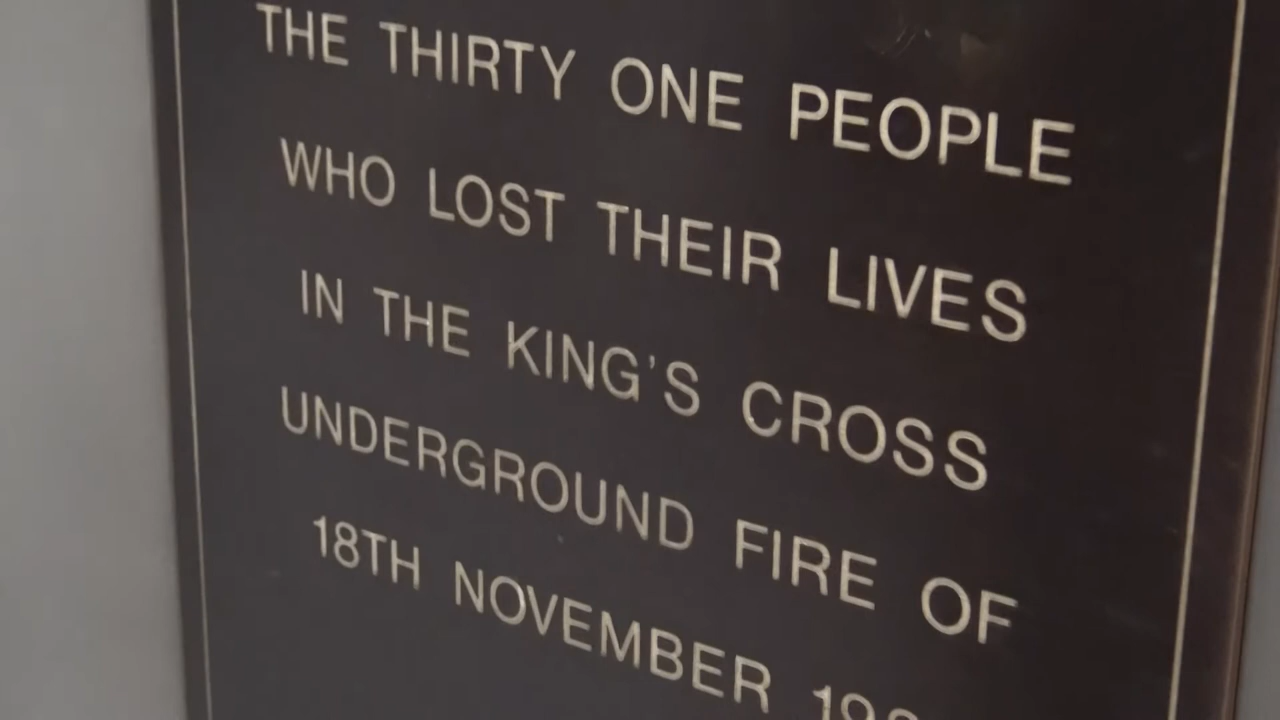 THE THIRTY ONE PEOPLE
WHO LOST THEIR LIVES
IN THE KING'S CROSS
UNDERGROUND FIRE OF
18TH NOVEMBER